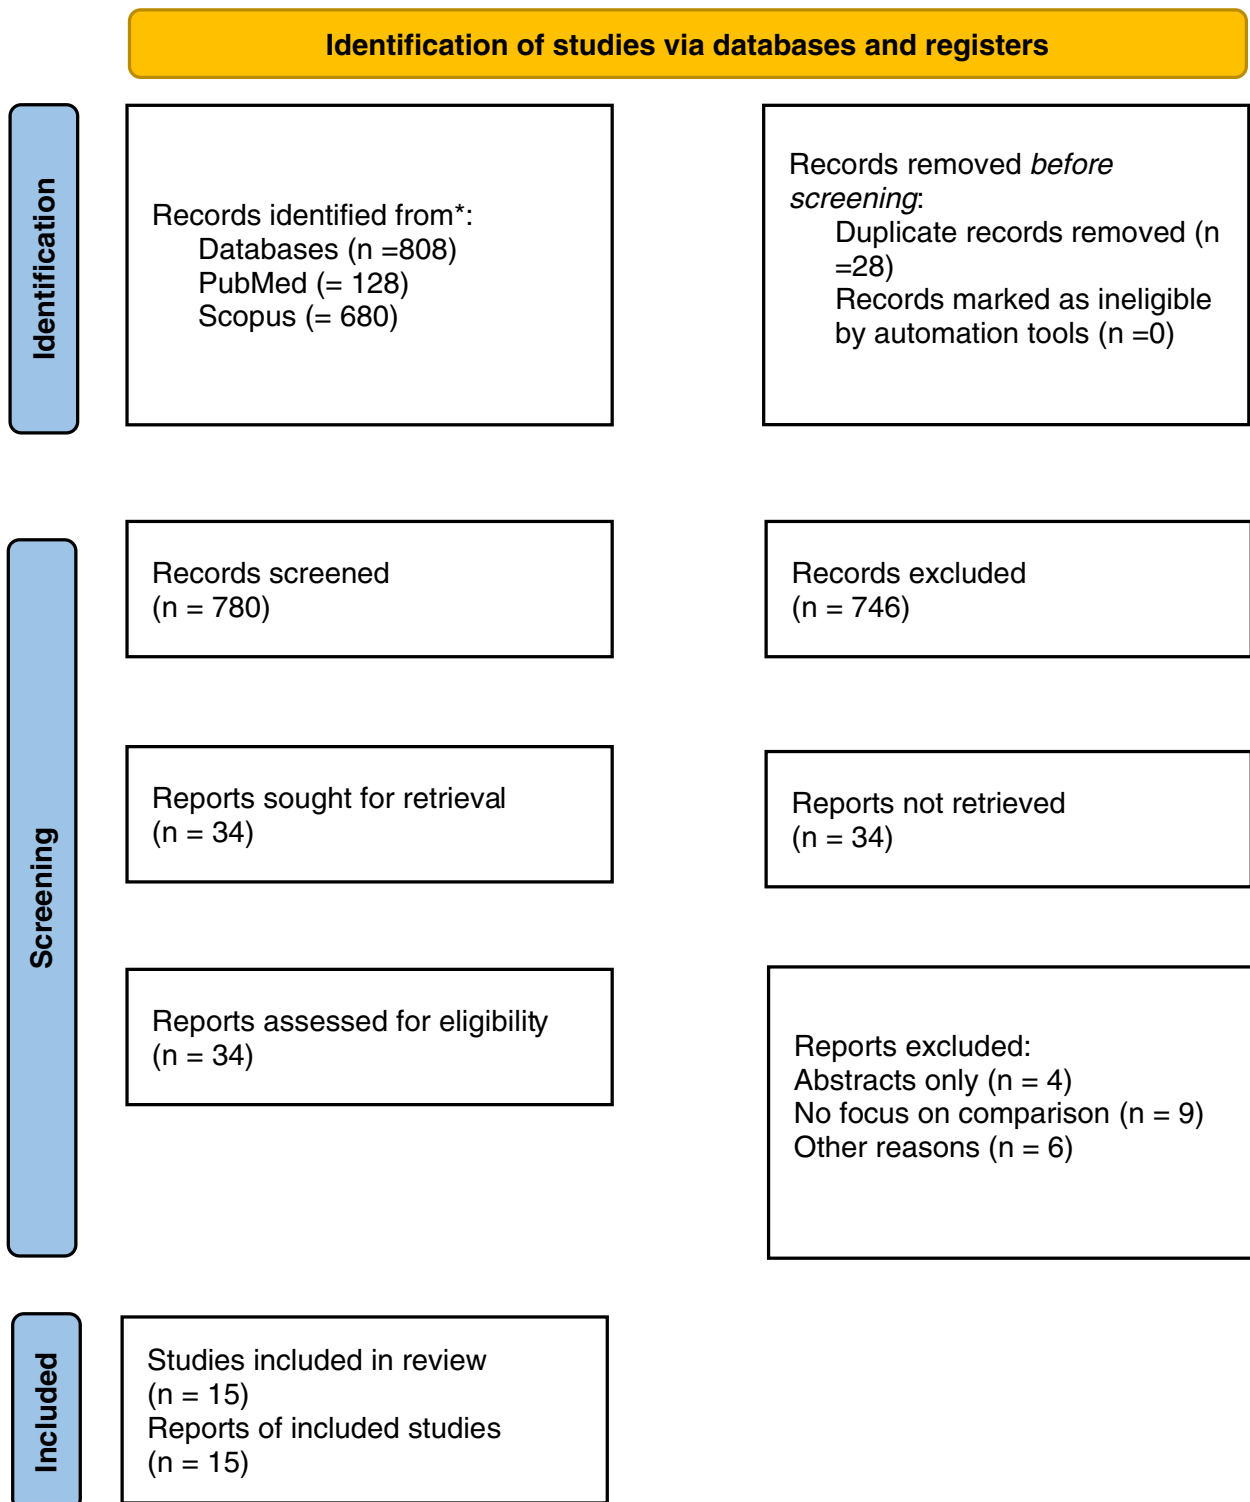 Identification of studies via databases and registers
Identification
Records identified from*:
Databases (n =808)
PubMed (= 128)
Scopus (= 680)
Records removed before
screening:
Duplicate records removed (n
=28)
Records marked as ineligible
by automation tools (n =0)
Screening
Records screened
(n = 780)
Records excluded
(n = 746)
Reports sought for retrieval
(n = 34)
Reports not retrieved
(n = 34)
Reports assessed for eligibility
(n = 34)
Reports excluded:
Abstracts only (n = 4)
No focus on comparison (n = 9)
Other reasons (n = 6)
Included
Studies included in review
(n = 15)
Reports of included studies
(n = 15)